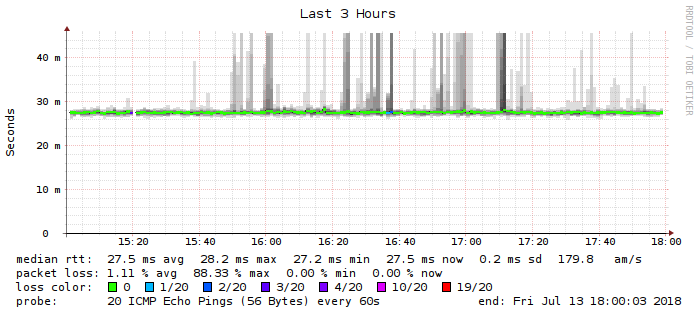 Last 3 Hours
RRDTOOL / TOBI OETIKER
Seconds
40 m
30 m
20 m
10 m
0
15:20 15:40 16:00 16:20 16:40 17:00 17:20 17:40 18:00
median rtt: 27.5 ms avg 28.2 ms max 27.2 ms min 27.5 ms now 0.2 ms sd 179.8 am/s
packet loss: 1.11 % avg 88.33 % max 0.00 % min 0.00 % now
loss color: 0 1/20 2/20 3/20 4/20 10/20 19/20
probe: 20 ICMP Echo Pings (56 Bytes) every 60s end: Fri Jul 13 18:00:03 2018